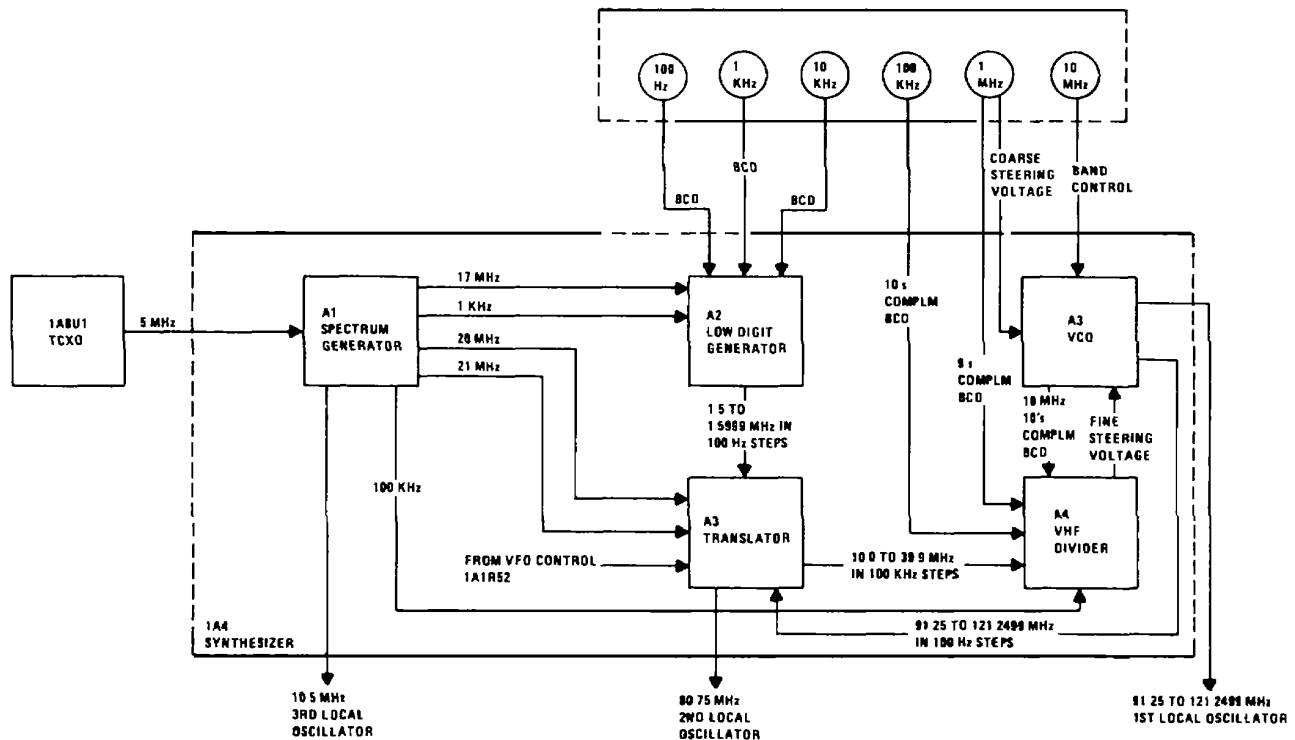 100
Hz
1
KHz
10
KHz
100
KHz
1
MHz
10
MHz
BCD
BCD
BCD
COARSE
STEERING
VOLTAGE
BAND
CONTROL
1A8U1
TCXO
5 MHz
A1
SPECTRUM
GENERATOR
17 MHz
1 KHz
20 MHz
21 MHz
A2
LOW DIGIT
GENERATOR
10 s
COMPLM
BCD
9 s
COMPLM
BCD
A3
VCO
10 MHz
10's
COMPLM
BCD
FINE
STEERING
VOLTAGE
1 5 TO
1 5999 MHz IN
100 Hz STEPS
100 KHz
A3
TRANSLATOR
A4
VHF
DIVIDER
FROM VFO CONTROL
1A1R52
10 0 TO 39 9 MHz
IN 100 KHz STEPS
91 25 TO 121 2499 MHz
IN 100 Hz STEPS
1A4
SYNTHESIZER
10 5 MHz
3RD LOCAL
OSCILLATOR
80 75 MHz
2ND LOCAL
OSCILLATOR
91 25 TO 121 2499 MHz
1ST LOCAL OSCILLATOR